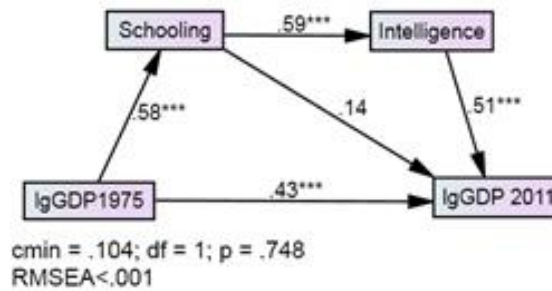 Schooling
.59***
Intelligence
.58***
.14
.51***
lgGDP1975
.43***
lgGDP 2011
cmin = .104; df = 1; p = .748
RMSEA<.001